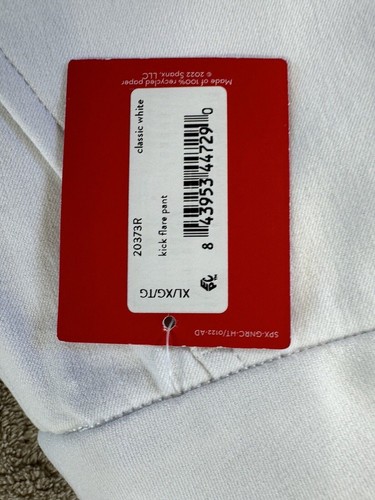 20373R
classic white
kick flare pant
8 43953 44729 0
XL/XG/TG
EPC
SPX-GNRC-HT/0122-AD
Made of 100% recycled paper
© 2022 Spanx, LLC